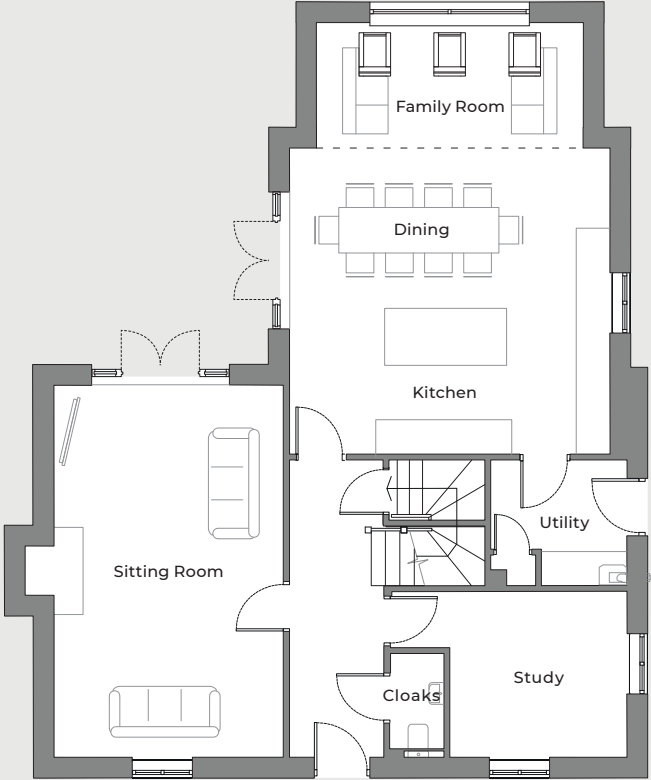 Family Room
Dining
Kitchen
Utility
Sitting Room
Study
Cloaks